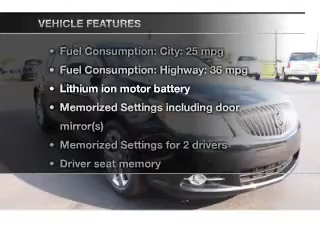 VEHICLE FEATURES
• Fuel Consumption: City: 25 mpg
• Fuel Consumption: Highway: 36 mpg
• Lithium ion motor battery
• Memorized Settings including door
mirror(s)
• Memorized Settings for 2 drivers
• Driver seat memory